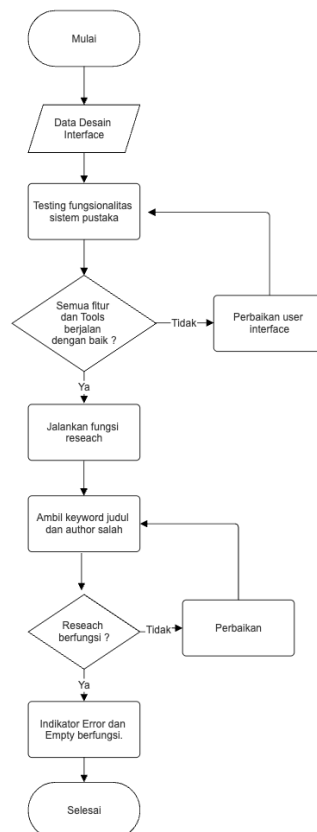 Mulai
Data Desain
Interface
Testing fungsionalitas
sistem pustaka
Semua fitur
dan Tools
berjalan
dengan baik ?
Tidak
Perbaikan user
interface
Ya
Jalankan fungsi
reseach
Ambil keyword judul
dan author salah
Reseach
berfungsi ?
Tidak
Perbaikan
Ya
Indikator Error dan
Empty berfungsi.
Selesai